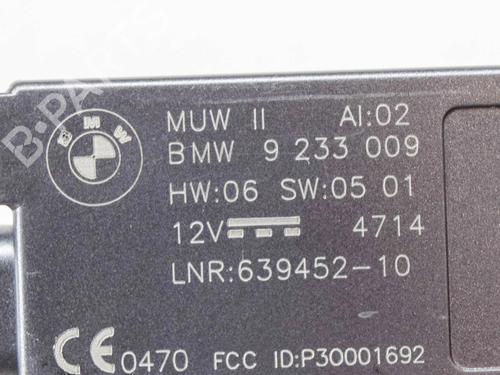 B-PARTS
BMW
MUW II AI:02
BMW 9 233 009
HW:06 SW:05 01
12V 4714
LNR:639452-10
CE 0470 FCC ID:P30001692